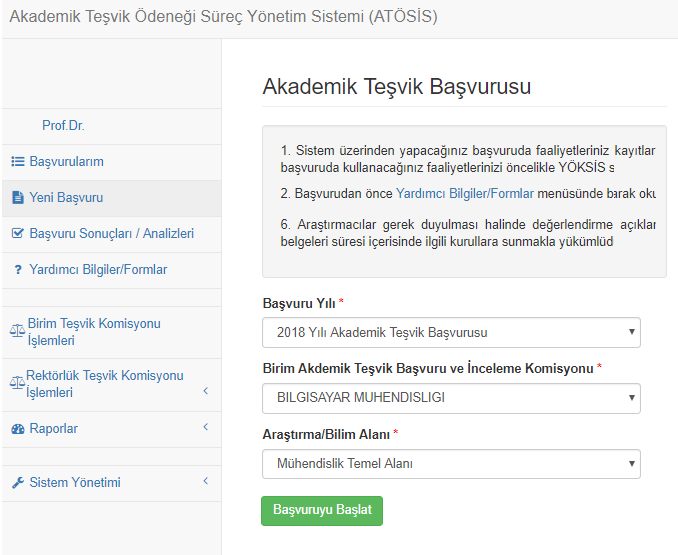 Akademik Teşvik Ödeneği Süreç Yönetim Sistemi (ATÖSİS)
Prof.Dr.
Başvurularım
Yeni Başvuru
Başvuru Sonuçları / Analizleri
? Yardımcı Bilgiler/Formlar
Birim Teşvik Komisyonu
İşlemleri
Rektörlük Teşvik Komisyonu
İşlemleri
Raporlar
Sistem Yönetimi
Akademik Teşvik Başvurusu
1. Sistem üzerinden yapacağınız başvuruda faaliyetleriniz kayıtlar
başvuruda kullanacağınız faaliyetlerinizi öncelikle YÖKSİS s
2. Başvurudan önce Yardımcı Bilgiler/Formlar menüsünde bırak oku
6. Araştırmacılar gerek duyulması halinde değerlendirme açıklar
belgeleri süresi içerisinde ilgili kurullara sunmakla yükümlüd
Başvuru Yılı *
2018 Yılı Akademik Teşvik Başvurusu
Birim Akdemik Teşvik Başvuru ve İnceleme Komisyonu *
BILGISAYAR MUHENDISLIGI
Araştırma/Bilim Alanı *
Mühendislik Temel Alanı
Başvuruyu Başlat